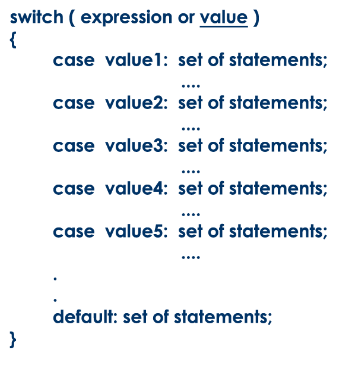 switch ( expression or value )
{
case value1: set of statements;
....
case value2: set of statements;
....
case value3: set of statements;
....
case value4: set of statements;
....
case value5: set of statements;
....
.
.
default: set of statements;
}